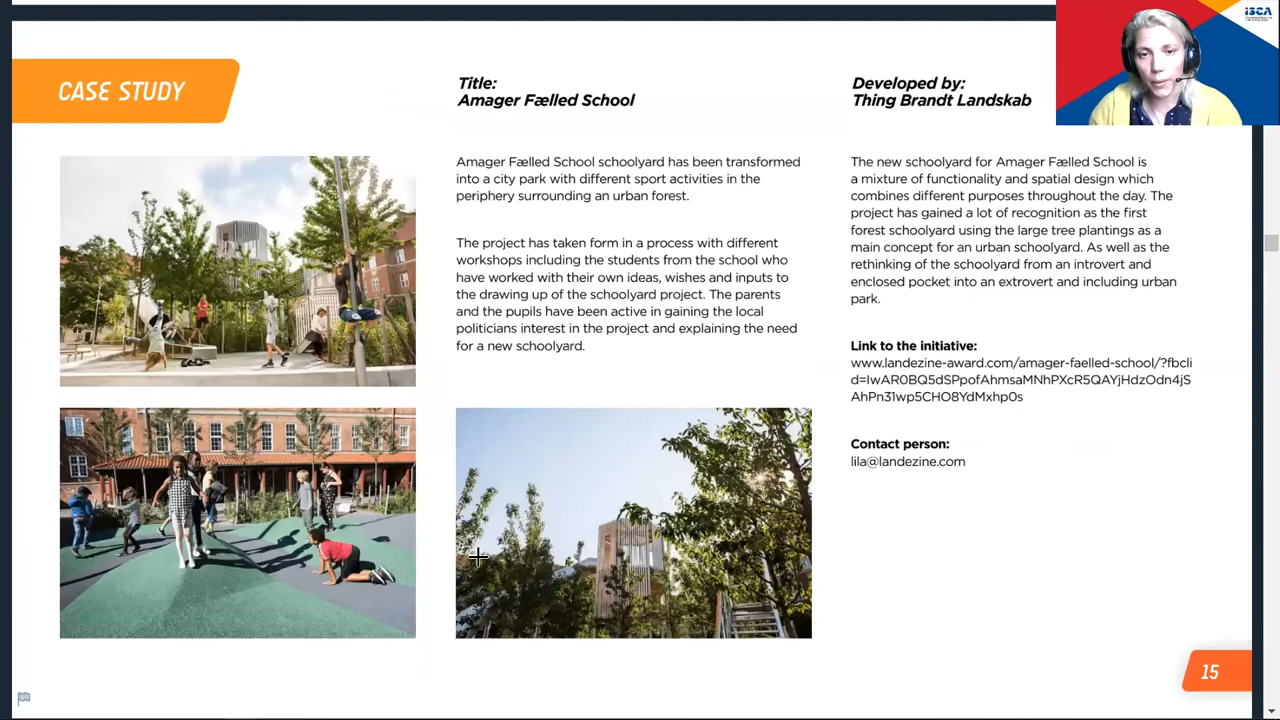 CASE STUDY
Title:
Amager Fælled School
Developed by:
Thing Brandt Landskab
ISCA
Amager Fælled School schoolyard has been transformed
into a city park with different sport activities in the
periphery surrounding an urban forest.
The project has taken form in a process with different
workshops including the students from the school who
have worked with their own ideas, wishes and inputs to
the drawing up of the schoolyard project. The parents
and the pupils have been active in gaining the local
politicians interest in the project and explaining the need
for a new schoolyard.
The new schoolyard for Amager Fælled School is
a mixture of functionality and spatial design which
combines different purposes throughout the day. The
project has gained a lot of recognition as the first
forest schoolyard using the large tree plantings as a
main concept for an urban schoolyard. As well as the
rethinking of the schoolyard from an introvert and
enclosed pocket into an extrovert and including urban
park.
Link to the initiative:
www.landezine-award.com/amager-faelled-school/?fbcli
d=IwAR0BQ5dSPpofAhmsaMNhPXcR5QAYjHdzOdn4jS
AhPn31wp5CHO8YdMxhp0s
Contact person:
lila@landezine.com
15